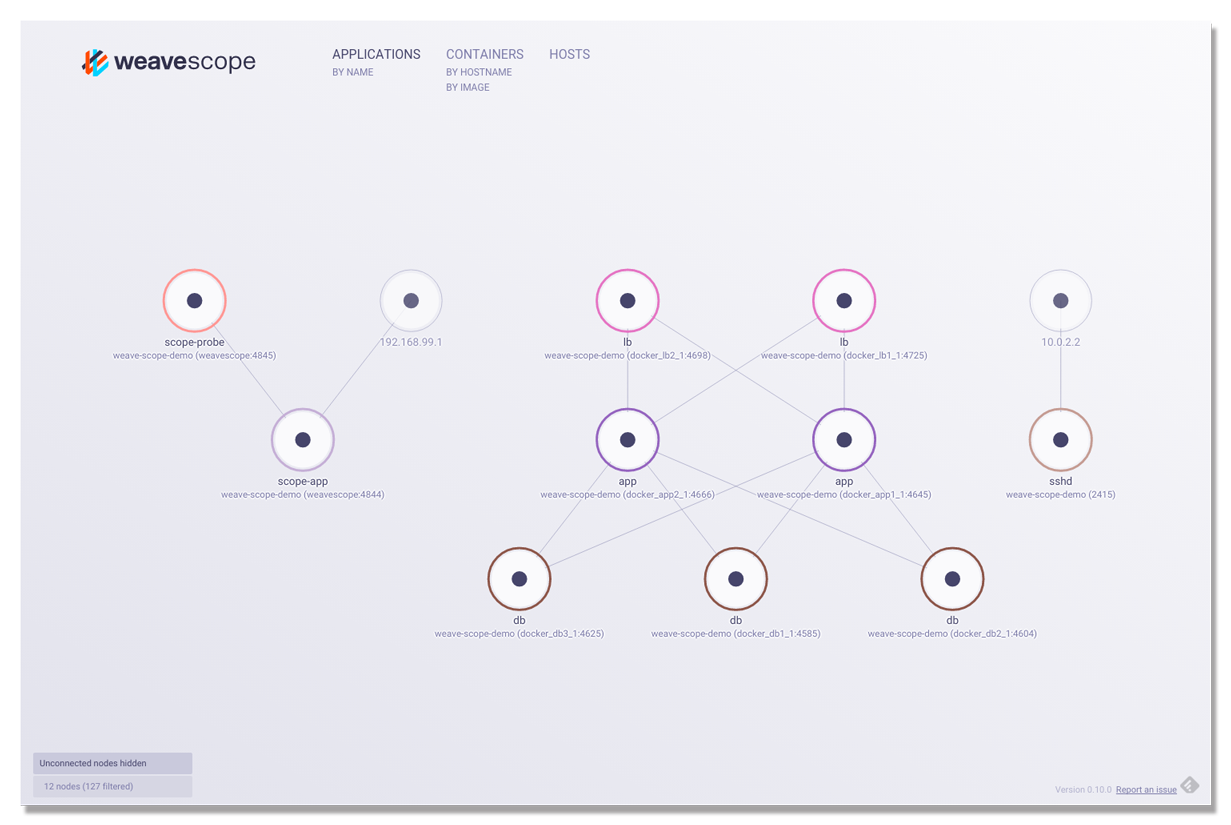 weavescope
APPLICATIONS
BY NAME
CONTAINERS
BY HOSTNAME
BY IMAGE
HOSTS
scope-probe
weave-scope-demo (weavescope:4845)
192.168.99.1
lb
weave-scope-demo (docker_lb2_1:4698)
lb
weave-scope-demo (docker_lb1_1:4725)
10.0.2.2
scope-app
weave-scope-demo (weavescope:4844)
app
weave-scope-demo (docker_app2_1:4666)
app
weave-scope-demo (docker_app1_1:4645)
sshd
weave-scope-demo (2415)
db
weave-scope-demo (docker_db3_1:4625)
db
weave-scope-demo (docker_db1_1:4585)
db
weave-scope-demo (docker_db2_1:4604)
Unconnected nodes hidden
12 nodes (127 filtered)
Version 0.10.0 Report an issue